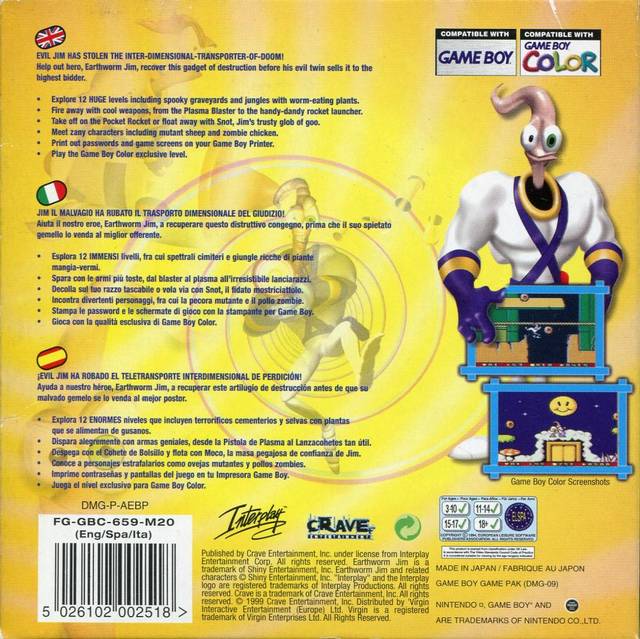 COMPATIBLE WITH
GAME BOY
COMPATIBLE WITH
GAME BOY
COLOR
EVIL JIM HAS STOLEN THE INTER-DIMENSIONAL-TRANSPORTER-OF-DOOM!
Help out hero, Earthworm Jim, recover this gadget of destruction before his evil twin sells it to the
highest bidder.
• Explore 12 HUGE levels including spooky graveyards and jungles with worm-eating plants.
• Fire away with cool weapons, from the Plasma Blaster to the handy-dandy rocket launcher.
• Take off on the Pocket Rocket or float away with Snot, Jim's trusty glob of goo.
• Meet zany characters including mutant sheep and zombie chicken.
• Print out passwords and game screens on your Game Boy Printer.
• Play the Game Boy Color exclusive level.
JIM IL MALVAGIO HA RUBATO IL TRASPORTO DIMENSIONALE DEL GIUDIZIO!
Aiuta il nostro eroe, Earthworm Jim, a recuperare questo distruttivo congegno, prima che il suo spietato
gemello lo venda al miglior offerente.
• Esplora 12 IMMENSI livelli, fra cui spettrali cimiteri e giungle ricche di piante
mangia-vermi.
• Spara con le armi più toste, dal blaster al plasma all'irresistibile lanciarazzi.
• Decolla sul tuo razzo tascabile o vola via con Snot, il fidato mostriciattolo.
• Incontra divertenti personaggi, fra cui la pecora mutante e il pollo zombie.
• Stampa le password e le schermate di gioco con la stampante per Game Boy.
• Gioca con la qualità esclusiva di Game Boy Color.
¡EVIL JIM HA ROBADO EL TELETRANSPORTE INTERDIMENSIONAL DE PERDICIÓN!
Ayuda a nuestro héroe, Earthworm Jim, a recuperar este artilugio de destrucción antes de que su
malvado gemelo se lo venda al mejor postor.
• Explora 12 ENORMES niveles que incluyen terroríficos cementerios y selvas con plantas
que se alimentan de gusanos.
• Dispara alegremente con armas geniales, desde la Pistola de Plasma al Lanzacohetes tan útil.
• Despega con el Cohete de Bolsillo y flota con Moco, la masa pegajosa de confianza de Jim.
• Conoce a personajes estrafalarios como ovejas mutantes y pollos zombies.
• Imprime contraseñas y pantallas del juego en tu Impresora Game Boy.
• Juega el nivel exclusivo para Game Boy Color.
Game Boy Color Screenshots
DMG-P-AEBP
FG-GBC-659-M20
(Eng/Spa/Ita)
5 026102 002518 >
Interplay
CRAVE
ENTERTAINMENT
3-10 11-14
15-17 18+
ELSPA
Published by Crave Entertainment, Inc. under license from Interplay
Entertainment Corp. All rights reserved. Earthworm Jim is a
trademark of Shiny Entertainment, Inc. Earthworm Jim and related
characters © Shiny Entertainment, Inc. "Interplay" and the Interplay
logo are registered trademarks of Interplay Productions. All rights
reserved. Crave is a trademark of Crave Entertainment, Inc. All rights
reserved. © 1999 Crave Entertainment, Inc. Distributed by 'Virgin
Interactive Entertainment (Europe) Ltd. Virgin is a registered
trademark of Virgin Enterprises Ltd. All Rights Reserved.
MADE IN JAPAN / FABRIQUE AU JAPON
GAME BOY GAME PAK (DMG-09)
NINTENDO ®, GAME BOY™ AND
ARE TRADEMARKS OF NINTENDO CO.,LTD.